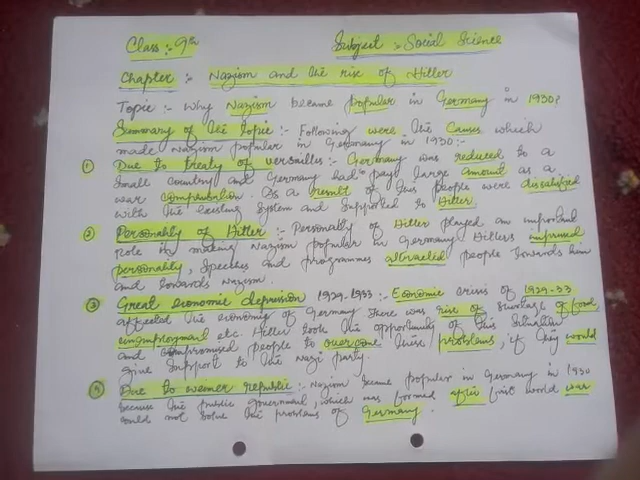 Class :- 9th
Subject :- Social Science
Chapter :- Nazism and the rise of Hitler
Topic :- Why Nazism became popular in Germany in 1930?
Summary of the Topic :- Following were the causes which
made Nazism popular in Germany in 1930 :-
1 Due to treaty of versailles :- Germany was reduced to a
small country and Germany had pay large amount as a
war . As a result of this people were dissatisfied
with the existing system and supported to Hitler
2 Personality of Hitler :- Personality of Hitler played an important
role in making Nazism popular in Germany Hitler's
personality, speeches and programmes attracted people towards him
and towards nazism.
3 Great economic depression 1929-1933 :- Economic crisis of 1929-33
affected the economy of Germany There was rise of shortage of food,
unemployment etc. Hitler took the opportunity of this situation
and people to overcome these problems, if they would
give support to the Nazi party.
4 Due to weimer republic :- Nazism became popular in Germany in 1930
because the public government, which was formed after first world war
could not solve the problems of Germany.